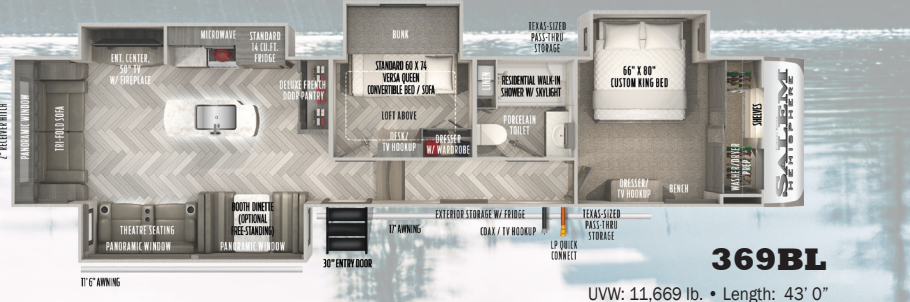 2" RECEIVER HITCH
PANORAMIC WINDOW
TRI-FOLD SOFA
ENT. CENTER,
50" TV
W/ FIREPLACE
MICROWAVE
STANDARD
14 CU.FT.
FRIDGE
DELUXE FRENCH
DOOR PANTRY
BUNK
STANDARD 60 X 74
VERSA QUEEN
CONVERTIBLE BED / SOFA
LOFT ABOVE
DESK/
TV HOOKUP
DRESSER
W/ WARDROBE
LINEN
RESIDENTIAL WALK-IN
SHOWER W/ SKYLIGHT
PORCELAIN
TOILET
TEXAS-SIZED
PASS-THRU
STORAGE
66" X 80"
CUSTOM KING BED
SHELVES
WASHER/DRYER
PREP
DRESSER/
TV HOOKUP
BENCH
SALEM
HEMISPHERE
THEATRE SEATING
PANORAMIC WINDOW
BOOTH DINETTE
(OPTIONAL
FREE-STANDING)
PANORAMIC WINDOW
11' 6" AWNING
30" ENTRY DOOR
17' AWNING
EXTERIOR STORAGE W/ FRIDGE
COAX / TV HOOKUP
LP QUICK
CONNECT
TEXAS-SIZED
PASS-THRU
STORAGE
369BL
UVW: 11,669 lb. • Length: 43' 0"